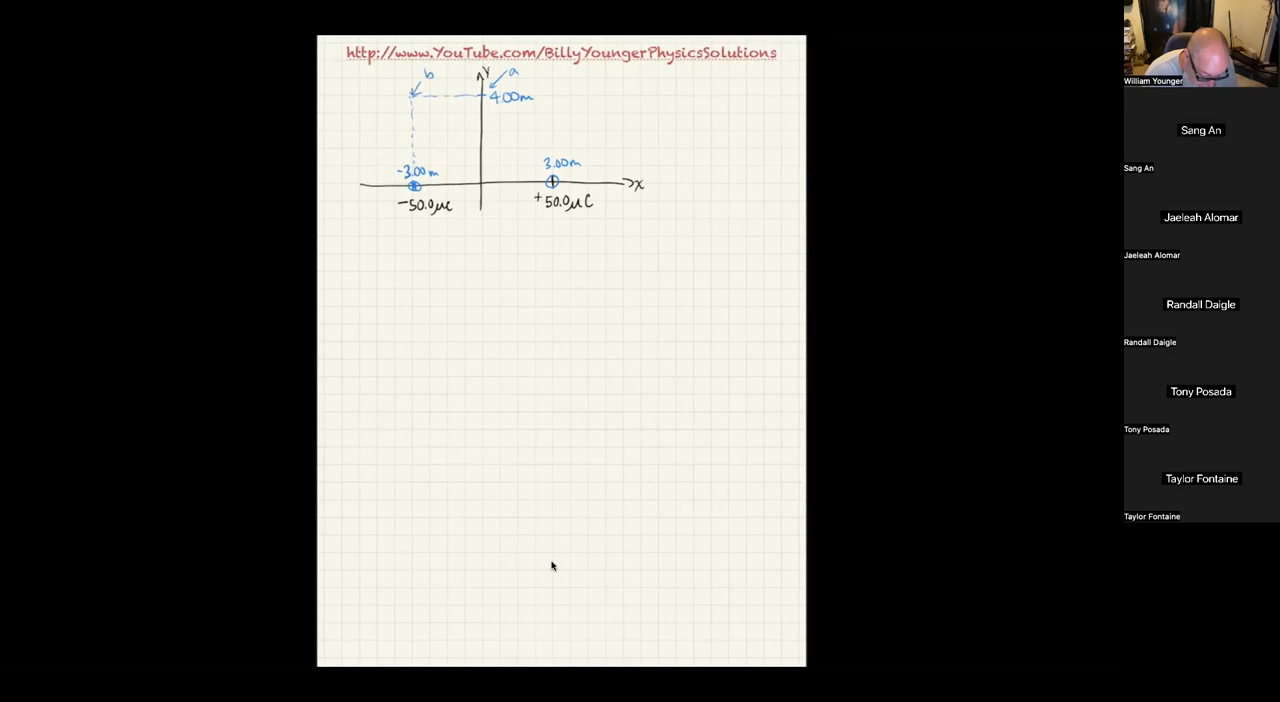 http://www.YouTube.com/BillyYoungerPhysicsSolutions
b
Y
a
4.00m
-3.00m
3.00m
x
-50.0μC
+50.0μC
William Younger
Sang An
Sang An
Jaeleah Alomar
Jaeleah Alomar
Randall Daigle
Randall Daigle
Tony Posada
Tony Posada
Taylor Fontaine
Taylor Fontaine